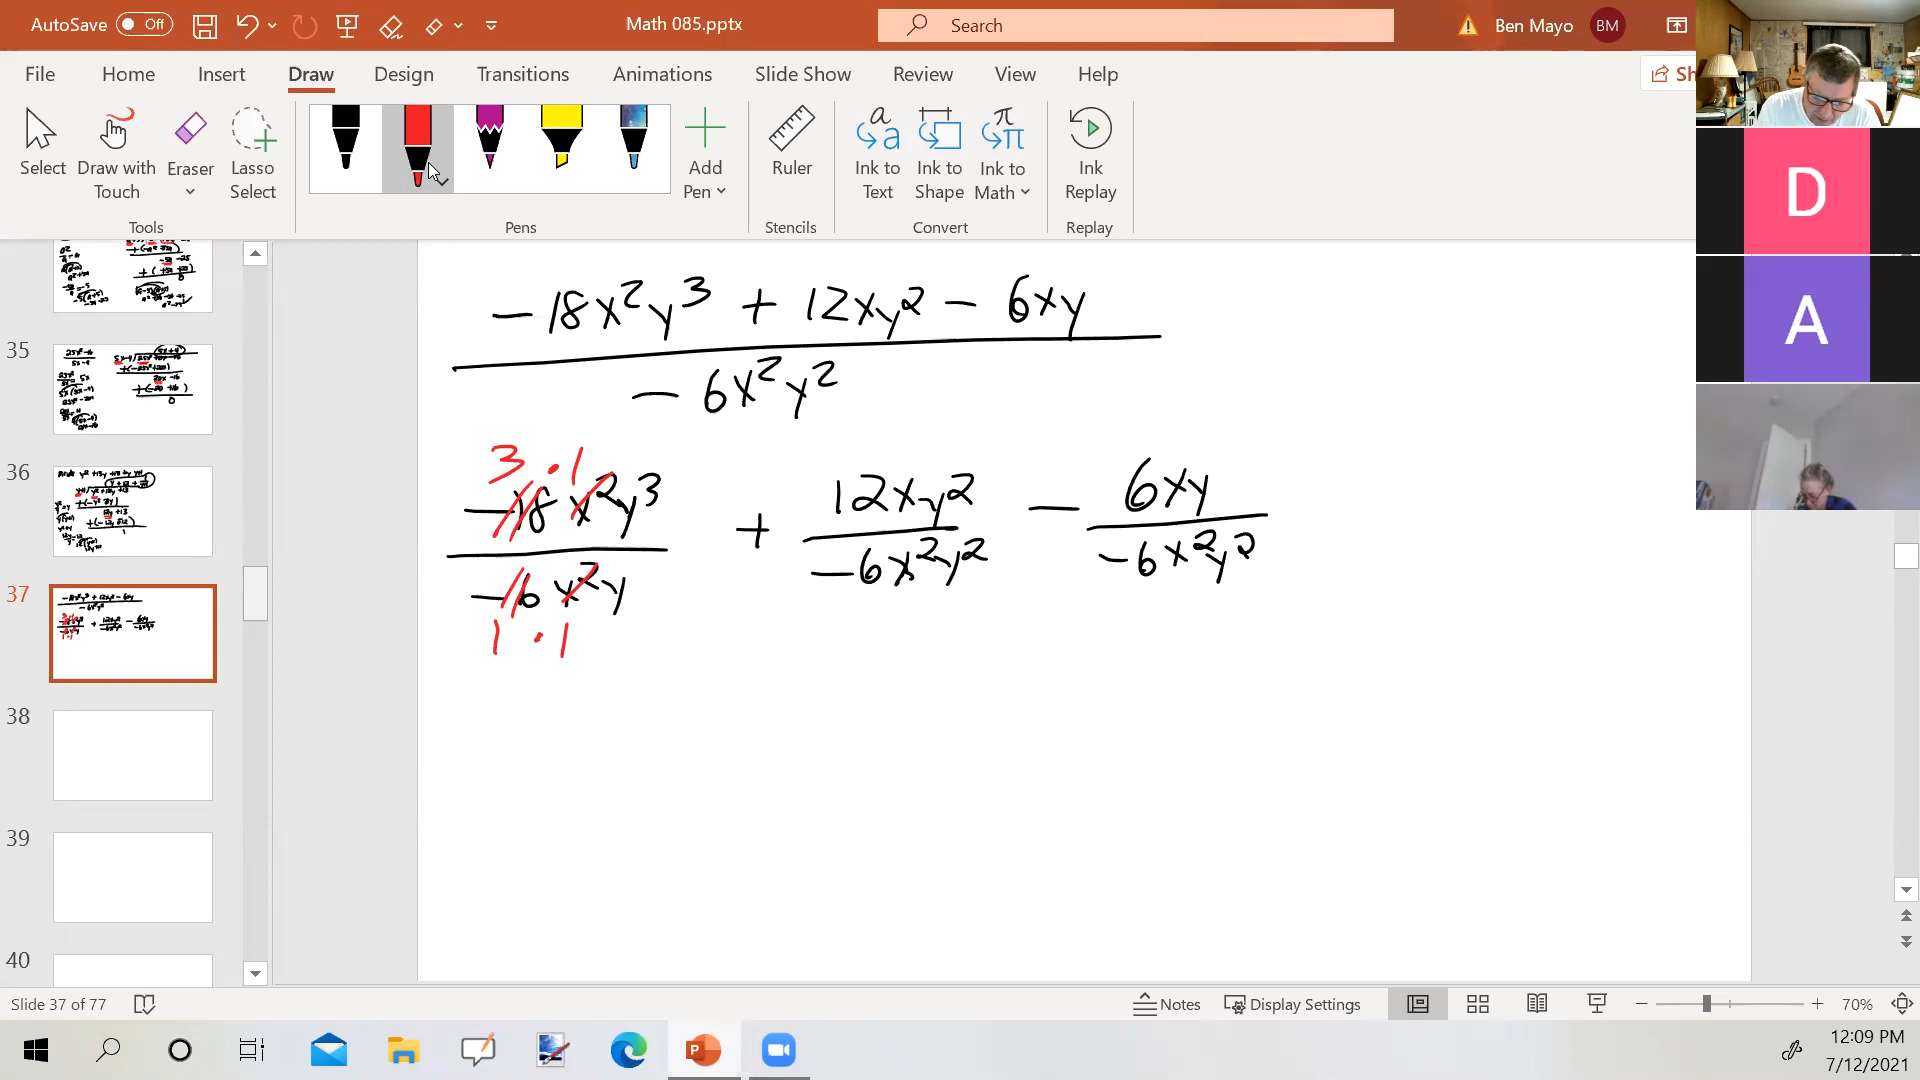 AutoSave Off Math 085.pptx Search Ben Mayo BM
File Home Insert Draw Design Transitions Animations Slide Show Review View Help Sh
Select Draw with Touch Eraser Lasso Select Add Pen Ruler Ink to Text Ink to Shape Ink to Math Ink Replay
Tools Pens Stencils Convert Replay
D
A
35
36
37
38
39
40
-18x²y³ + 12xy² - 6xy
-6x²y²
3 · 1
-18x²y³ + 12xy² - 6xy
-6x²y -6x²y² -6x²y²
1 · 1
Slide 37 of 77 Notes Display Settings 70%
12:09 PM
7/12/2021